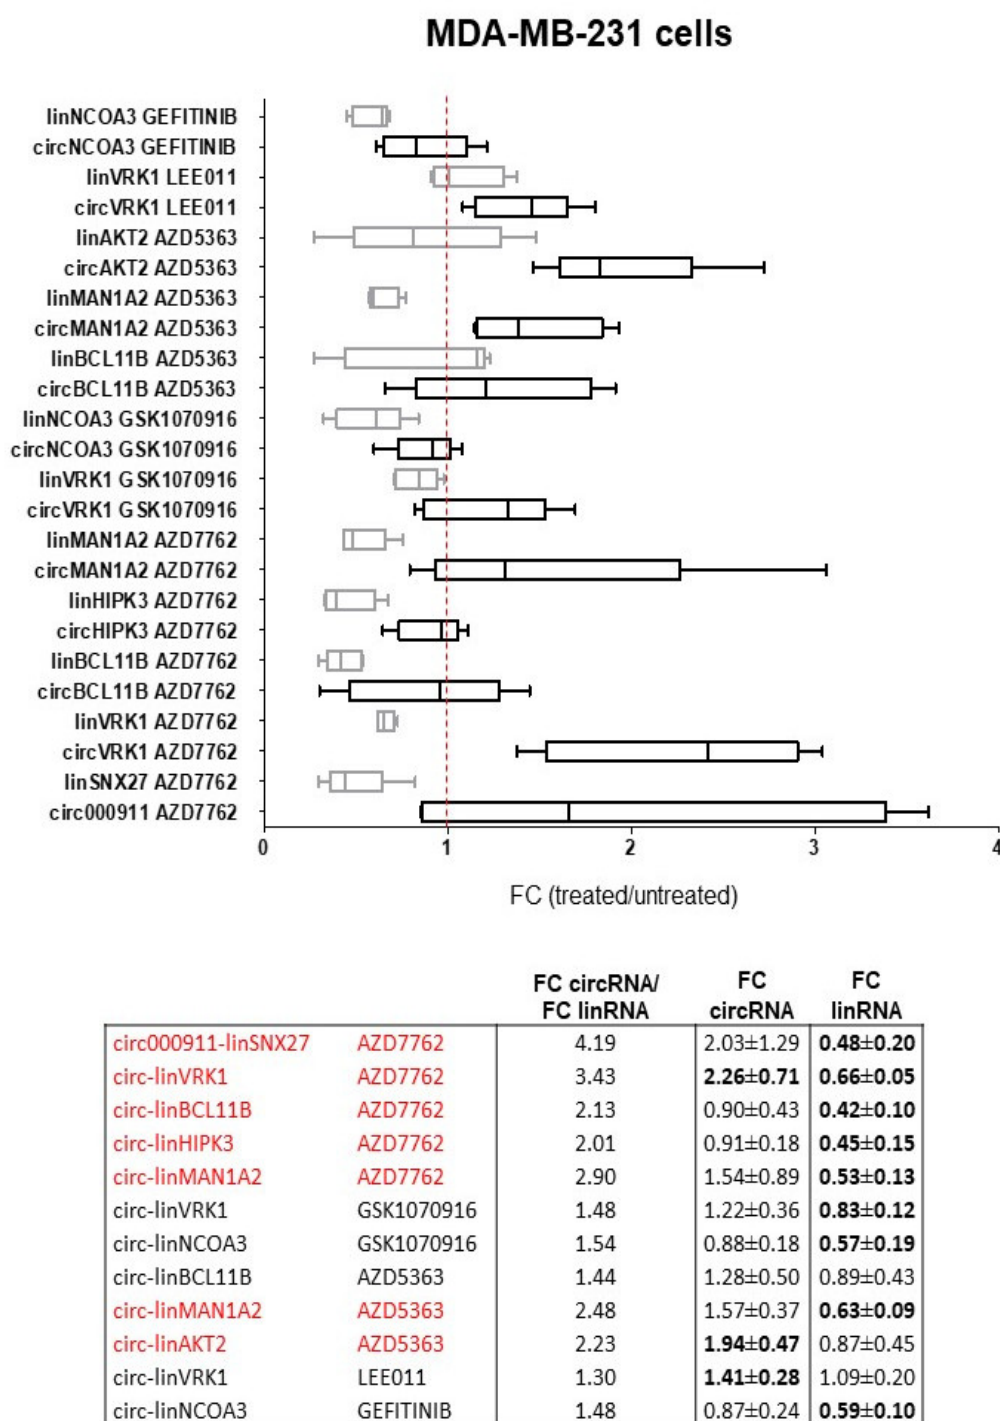 MDA-MB-231 cells
linNCOA3 GEFITINIB
circNCOA3 GEFITINIB
linVRK1 LEE011
circVRK1 LEE011
linAKT2 AZD5363
circAKT2 AZD5363
linMAN1A2 AZD5363
circMAN1A2 AZD5363
linBCL11B AZD5363
circBCL11B AZD5363
linNCOA3 GSK1070916
circNCOA3 GSK1070916
linVRK1 GSK1070916
circVRK1 GSK1070916
linMAN1A2 AZD7762
circMAN1A2 AZD7762
linHIPK3 AZD7762
circHIPK3 AZD7762
linBCL11B AZD7762
circBCL11B AZD7762
linVRK1 AZD7762
circVRK1 AZD7762
linSNX27 AZD7762
circ000911 AZD7762
0 1 2 3 4
FC (treated/untreated)
FC circRNA/ FC FC
FC linRNA circRNA linRNA
circ000911-linSNX27 AZD7762 4.19 2.03±1.29 0.48±0.20
circ-linVRK1 AZD7762 3.43 2.26±0.71 0.66±0.05
circ-linBCL11B AZD7762 2.13 0.90±0.43 0.42±0.10
circ-linHIPK3 AZD7762 2.01 0.91±0.18 0.45±0.15
circ-linMAN1A2 AZD7762 2.90 1.54±0.89 0.53±0.13
circ-linVRK1 GSK1070916 1.48 1.22±0.36 0.83±0.12
circ-linNCOA3 GSK1070916 1.54 0.88±0.18 0.57±0.19
circ-linBCL11B AZD5363 1.44 1.28±0.50 0.89±0.43
circ-linMAN1A2 AZD5363 2.48 1.57±0.37 0.63±0.09
circ-linAKT2 AZD5363 2.23 1.94±0.47 0.87±0.45
circ-linVRK1 LEE011 1.30 1.41±0.28 1.09±0.20
circ-linNCOA3 GEFITINIB 1.48 0.87±0.24 0.59±0.10